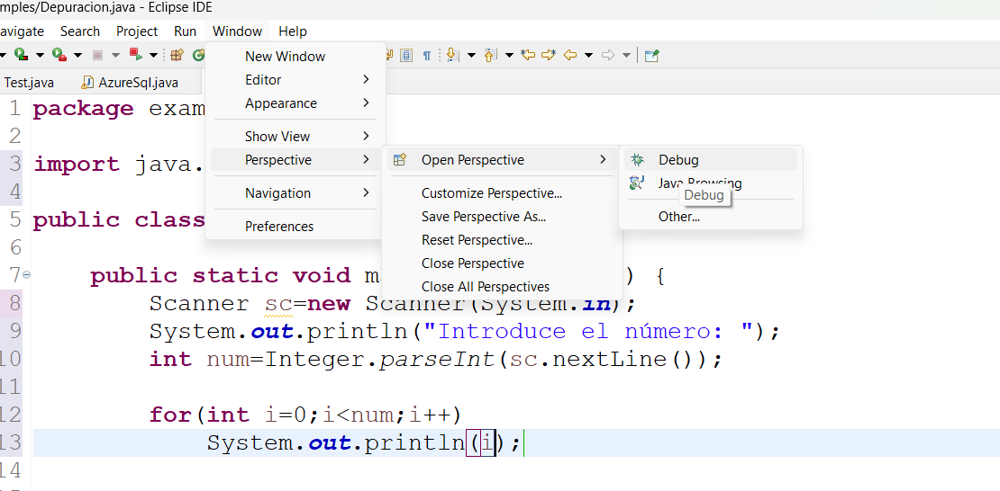 mples/Depuracion.java - Eclipse IDE
avigate Search Project Run Window Help
Test.java AzureSql.java
New Window
Editor
Appearance
Show View
Perspective
Navigation
Preferences
Open Perspective
Customize Perspective...
Save Perspective As...
Reset Perspective...
Close Perspective
Close All Perspectives
Debug
Java Browsing
Debug
Other...
1 package exam
2
3 import java.
4
5 public class
6
7 public static void m ) {
8 Scanner sc=new Scanner(System.in);
9 System.out.println("Introduce el número: ");
10 int num=Integer.parseInt(sc.nextLine());
11
12 for(int i=0;i<num;i++)
13 System.out.println(i);
14